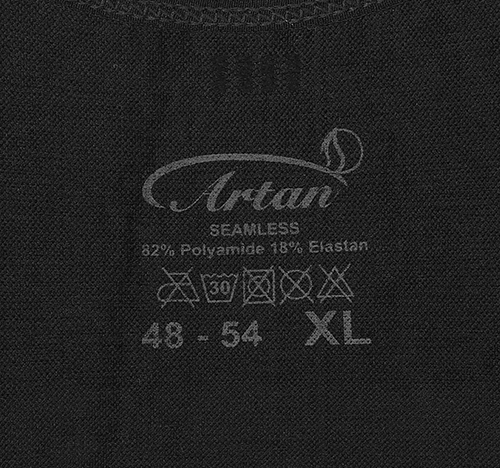 Artan
SEAMLESS
82% Polyamide 18% Elastan
30
48 - 54 XL